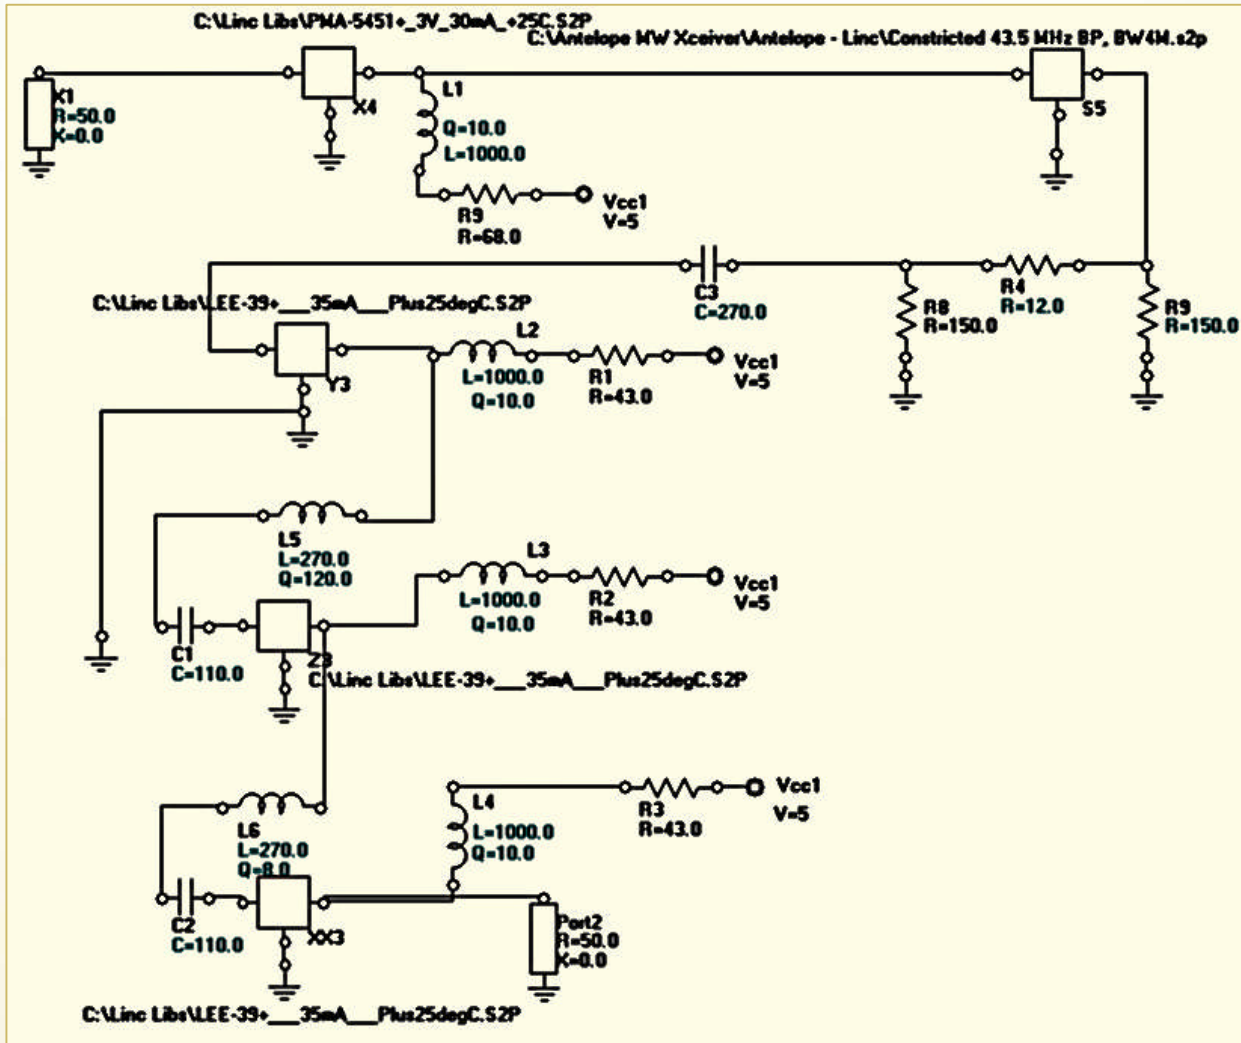 C:\Linc Libs\PMA-5451+_3V_30mA_+25C.S2P
C:\Antelope MW Xceiver\Antelope - Linc\Constricted 43.5 MHz BP, BW4M.s2p
X1
R=50.0
X=0.0
X4
L1
Q=10.0
L=1000.0
S5
R9
R=68.0
Vcc1
V=5
C3
C=270.0
R8
R=150.0
R4
R=12.0
R9
R=150.0
C:\Linc Libs\LEE-39+___35mA___Plus25degC.S2P
Y3
L2
L=1000.0
Q=10.0
R1
R=43.0
Vcc1
V=5
L5
L=270.0
Q=120.0
L3
L=1000.0
Q=10.0
R2
R=43.0
Vcc1
V=5
C1
C=110.0
Z3
C:\Linc Libs\LEE-39+___35mA___Plus25degC.S2P
L6
L=270.0
Q=8.0
L4
L=1000.0
Q=10.0
R3
R=43.0
Vcc1
V=5
C2
C=110.0
XX3
Port2
R=50.0
X=0.0
C:\Linc Libs\LEE-39+___35mA___Plus25degC.S2P